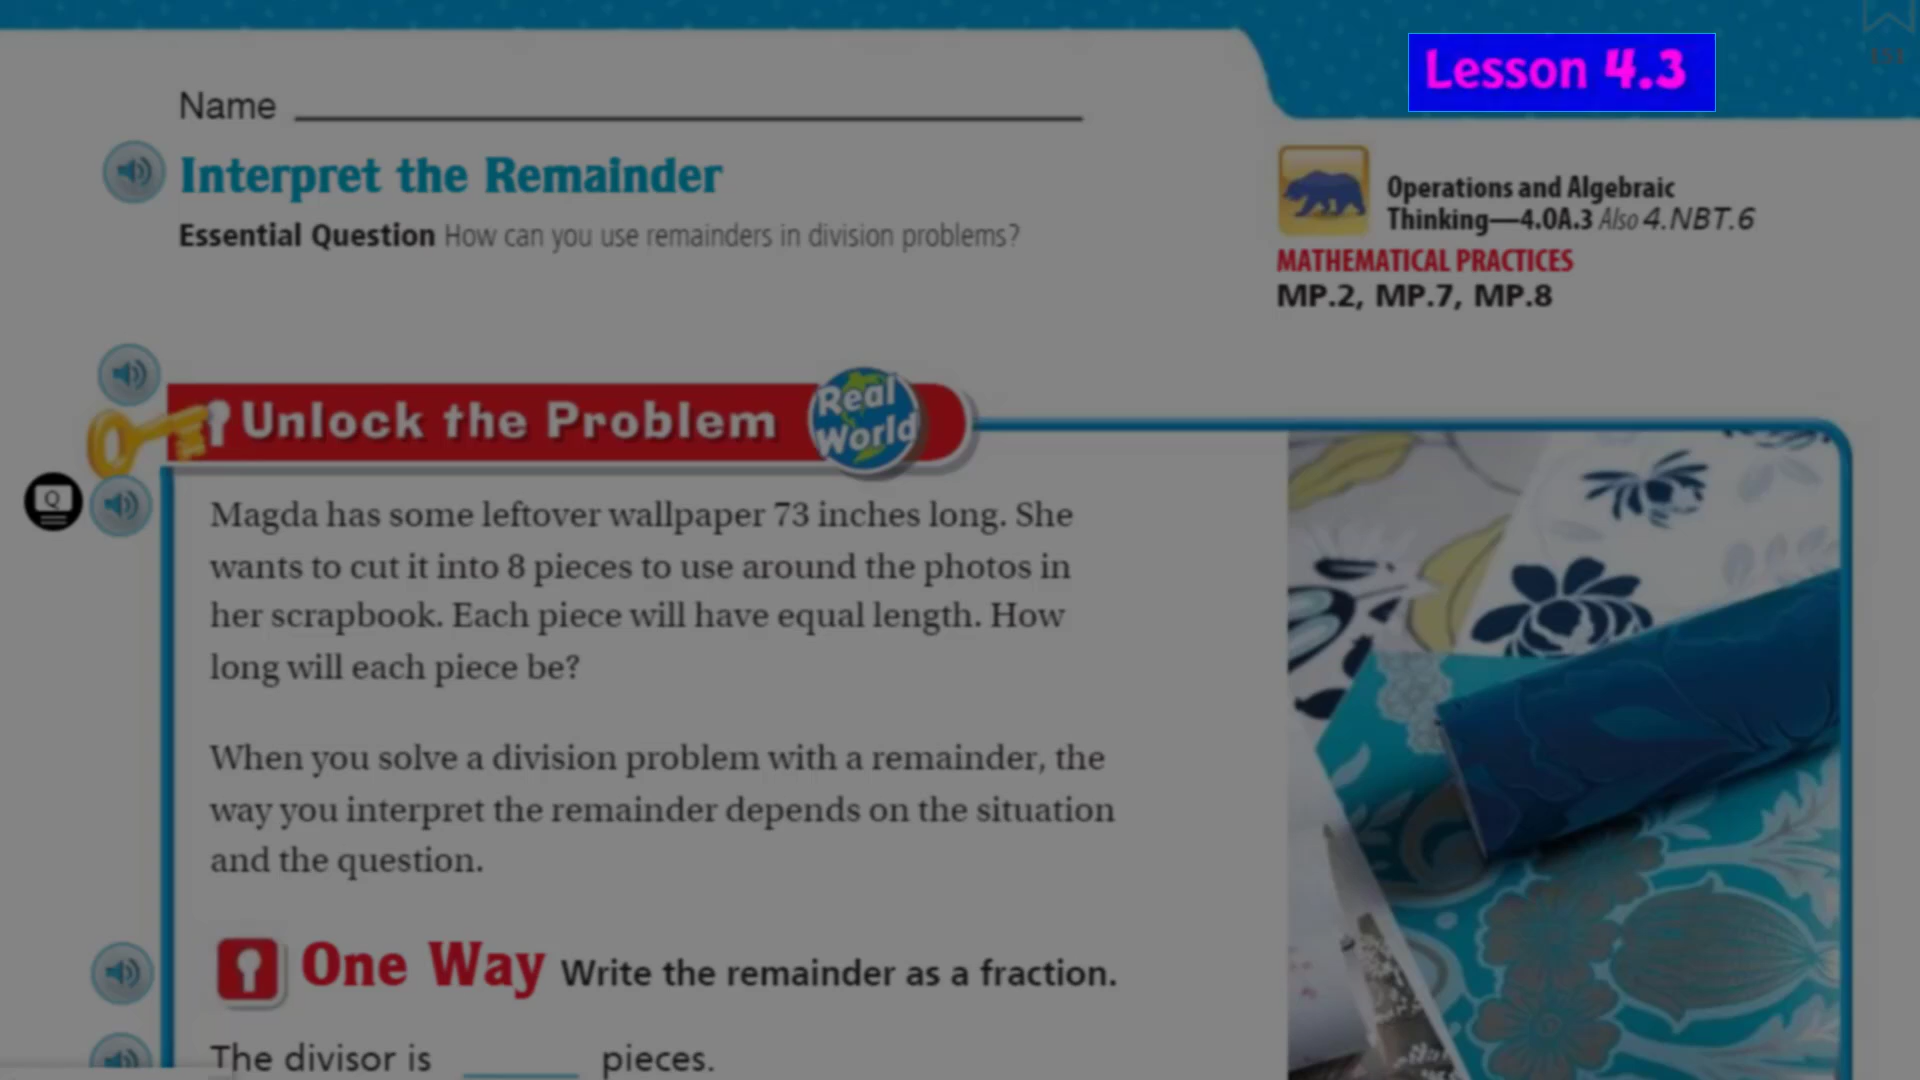 Lesson 4.3
151
Name
Interpret the Remainder
Essential Question How can you use remainders in division problems?
Operations and Algebraic
Thinking—4.OA.3 Also 4.NBT.6
MATHEMATICAL PRACTICES
MP.2, MP.7, MP.8
Unlock the Problem
Real
World
Q
Magda has some leftover wallpaper 73 inches long. She
wants to cut it into 8 pieces to use around the photos in
her scrapbook. Each piece will have equal length. How
long will each piece be?
When you solve a division problem with a remainder, the
way you interpret the remainder depends on the situation
and the question.
One Way Write the remainder as a fraction.
The divisor is pieces.